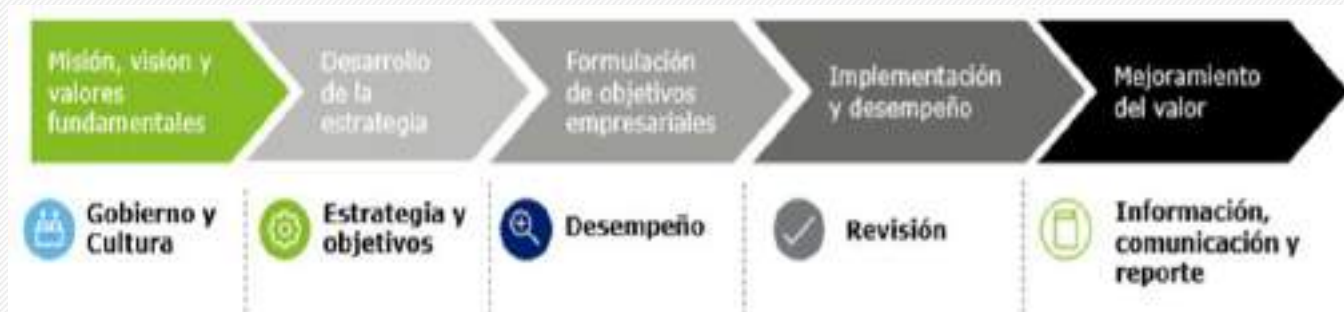 Misión, vision y
valores
fundamentales
Desarrollo
de la
estrategia
Formulación
de objetivos
empresariales
Implementación
y desempeño
Mejoramiento
del valor
Gobierno y
Cultura
Estrategia y
objetivos
Desempeño
Revisión
Información,
comunicación y
reporte